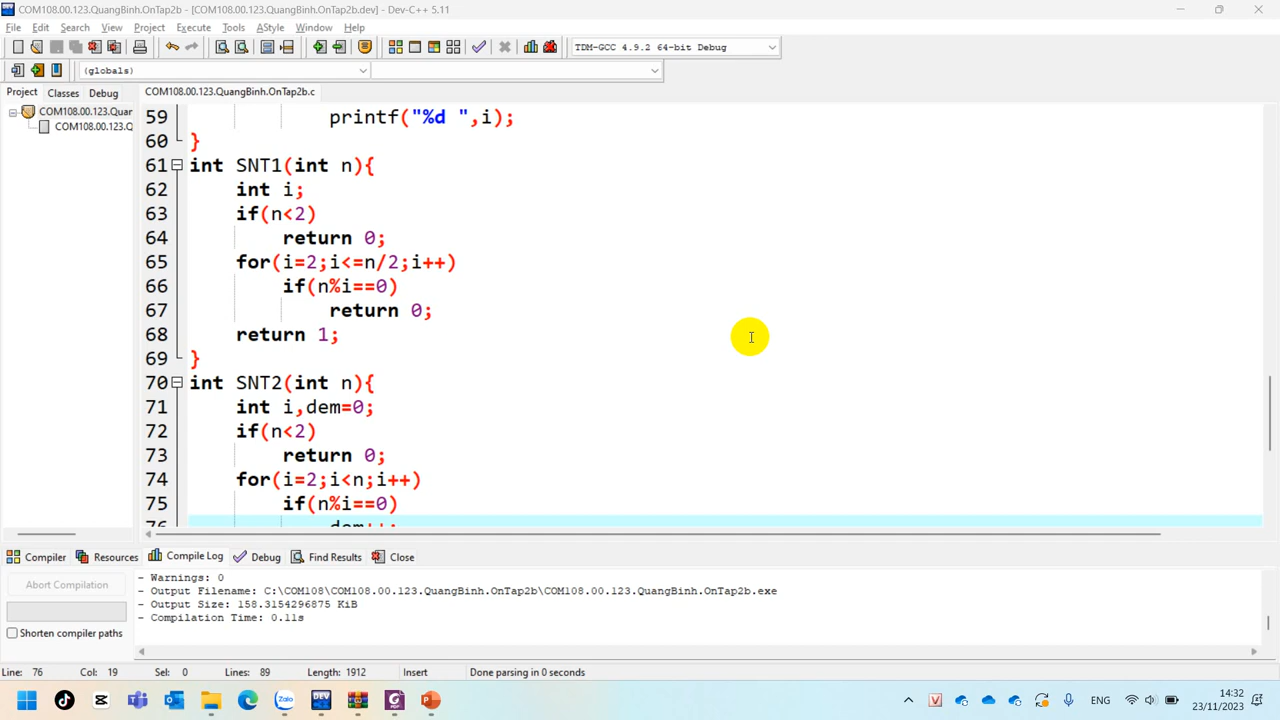 COM108.00.123.QuangBinh.OnTap2b - [COM108.00.123.QuangBinh.OnTap2b.dev] - Dev-C++ 5.11
File Edit Search View Project Execute Tools AStyle Window Help
TDM-GCC 4.9.2 64-bit Debug
(globals)
Project Classes Debug
COM108.00.123.QuangBinh.OnTap2b.c
COM108.00.123.Quar
COM108.00.123.Q
59 printf("%d ",i);
60 }
61 int SNT1(int n){
62 int i;
63 if(n<2)
64 return 0;
65 for(i=2;i<=n/2;i++)
66 if(n%i==0)
67 return 0;
68 return 1;
69 }
70 int SNT2(int n){
71 int i,dem=0;
72 if(n<2)
73 return 0;
74 for(i=2;i<n;i++)
75 if(n%i==0)
76 dem++;
Compiler Resources Compile Log Debug Find Results Close
Abort Compilation
Shorten compiler paths
- Warnings: 0
- Output Filename: C:\COM108\COM108.00.123.QuangBinh.OnTap2b\COM108.00.123.QuangBinh.OnTap2b.exe
- Output Size: 158.3154296875 KiB
- Compilation Time: 0.11s
Line: 76 Col: 19 Sel: 0 Lines: 89 Length: 1912 Insert Done parsing in 0 seconds
ENG
14:32
23/11/2023